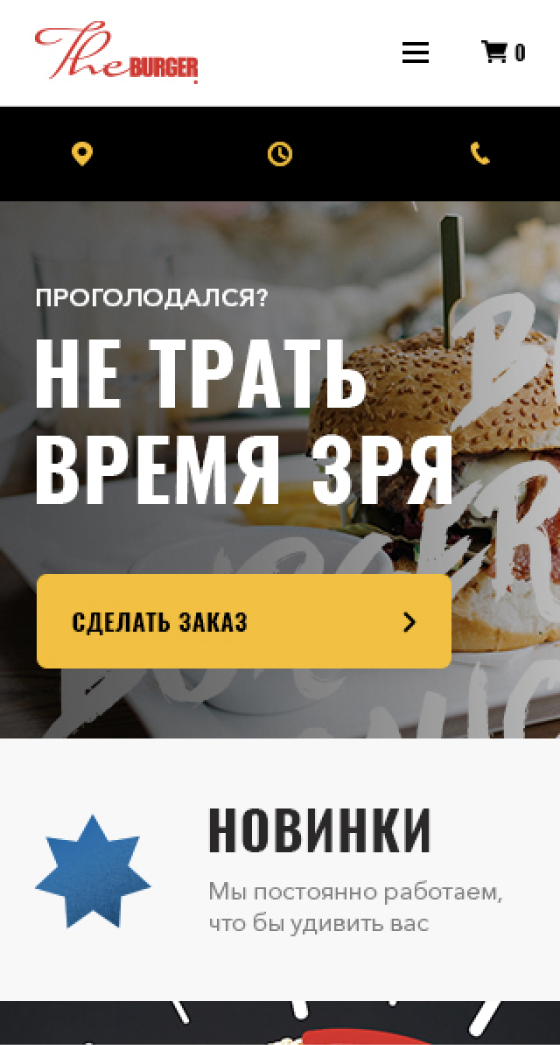 The BURGER
0
ПРОГОЛОДАЛСЯ?
НЕ ТРАТЬ
ВРЕМЯ ЗРЯ
СДЕЛАТЬ ЗАКАЗ
НОВИНКИ
Мы постоянно работаем,
что бы удивить вас